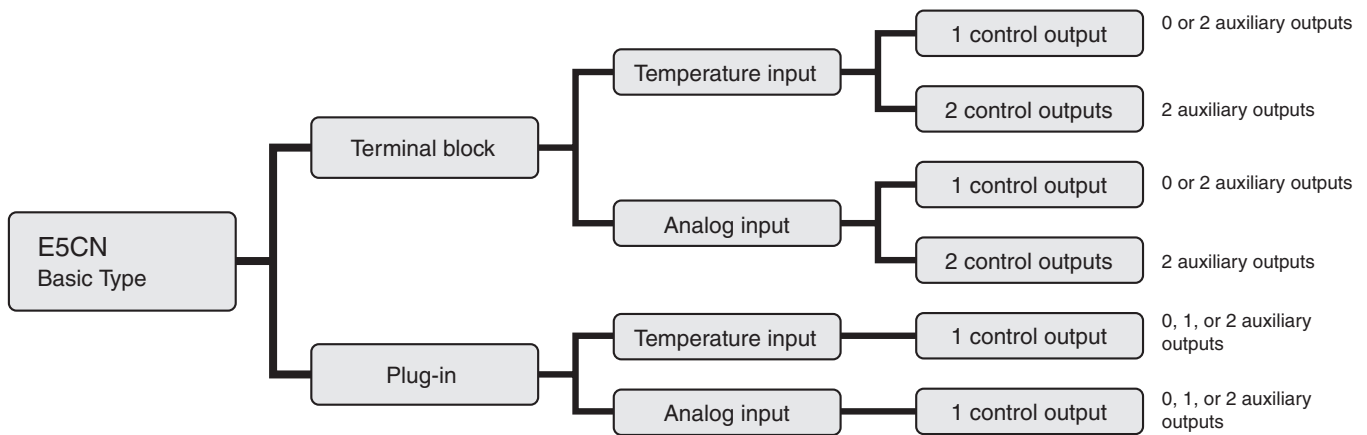 E5CN
Basic Type
Terminal block
Temperature input
1 control output
0 or 2 auxiliary outputs
2 control outputs
2 auxiliary outputs
Analog input
1 control output
0 or 2 auxiliary outputs
2 control outputs
2 auxiliary outputs
Plug-in
Temperature input
1 control output
0, 1, or 2 auxiliary
outputs
Analog input
1 control output
0, 1, or 2 auxiliary
outputs